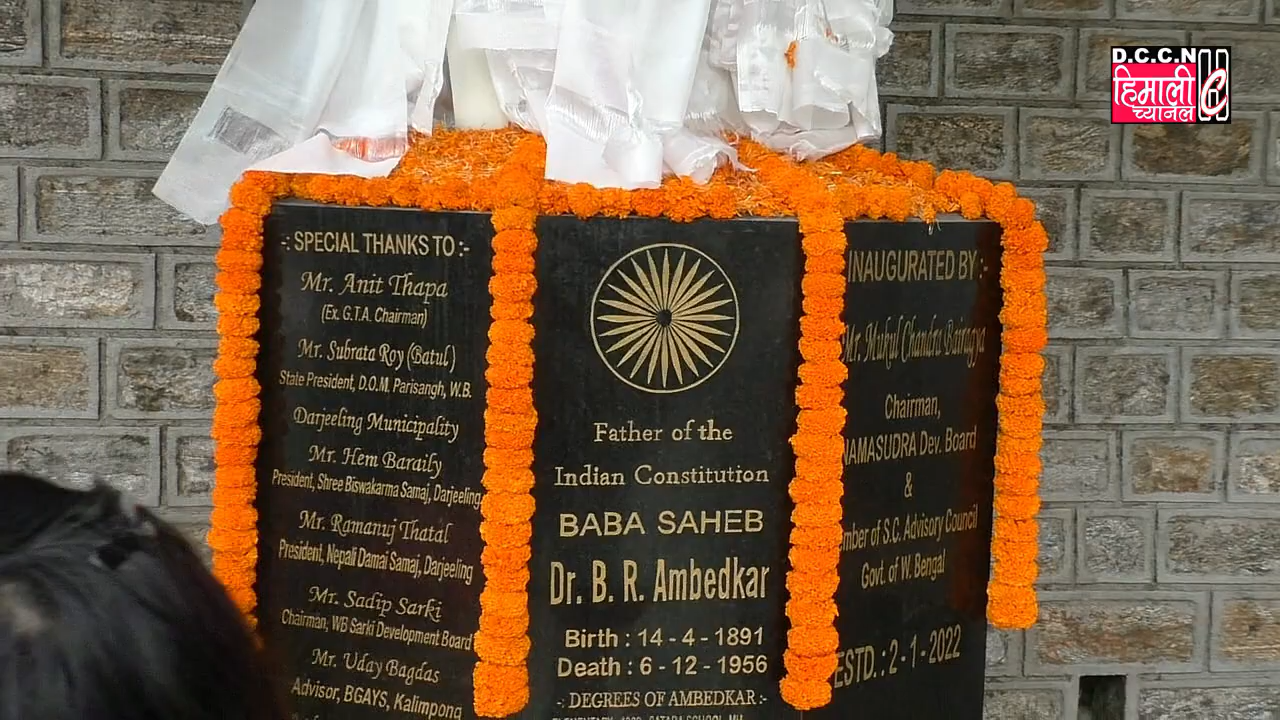 D.C.C.N
हिमाली
च्यानल
-: SPECIAL THANKS TO :-
Mr. Anit Thapa
(Ex. G.T.A. Chairman)
Mr. Subrata Roy (Batul)
State President, D.O.M. Parisangh, W.B.
Darjeeling Municipality
Mr. Hem Baraily
President, Shree Biswakarma Samaj, Darjeeling
Mr. Ramanuj Thatal
President, Nepali Damai Samaj, Darjeeling
Mr. Sadip Sarki
Chairman, WB Sarki Development Board
Mr. Uday Bagdas
Advisor, BGAYS, Kalimpong
Father of the
Indian Constitution
BABA SAHEB
Dr. B. R. Ambedkar
Birth : 14 - 4 - 1891
Death : 6 - 12 - 1956
-: DEGREES OF AMBEDKAR :-
INAUGURATED BY :-
Mr. Mukul Chandra Bairagya
Chairman,
NAMASUDRA Dev. Board
&
mber of S.C. Advisory Council
Govt. of W. Bengal
ESTD. : 2 - 1 - 2022